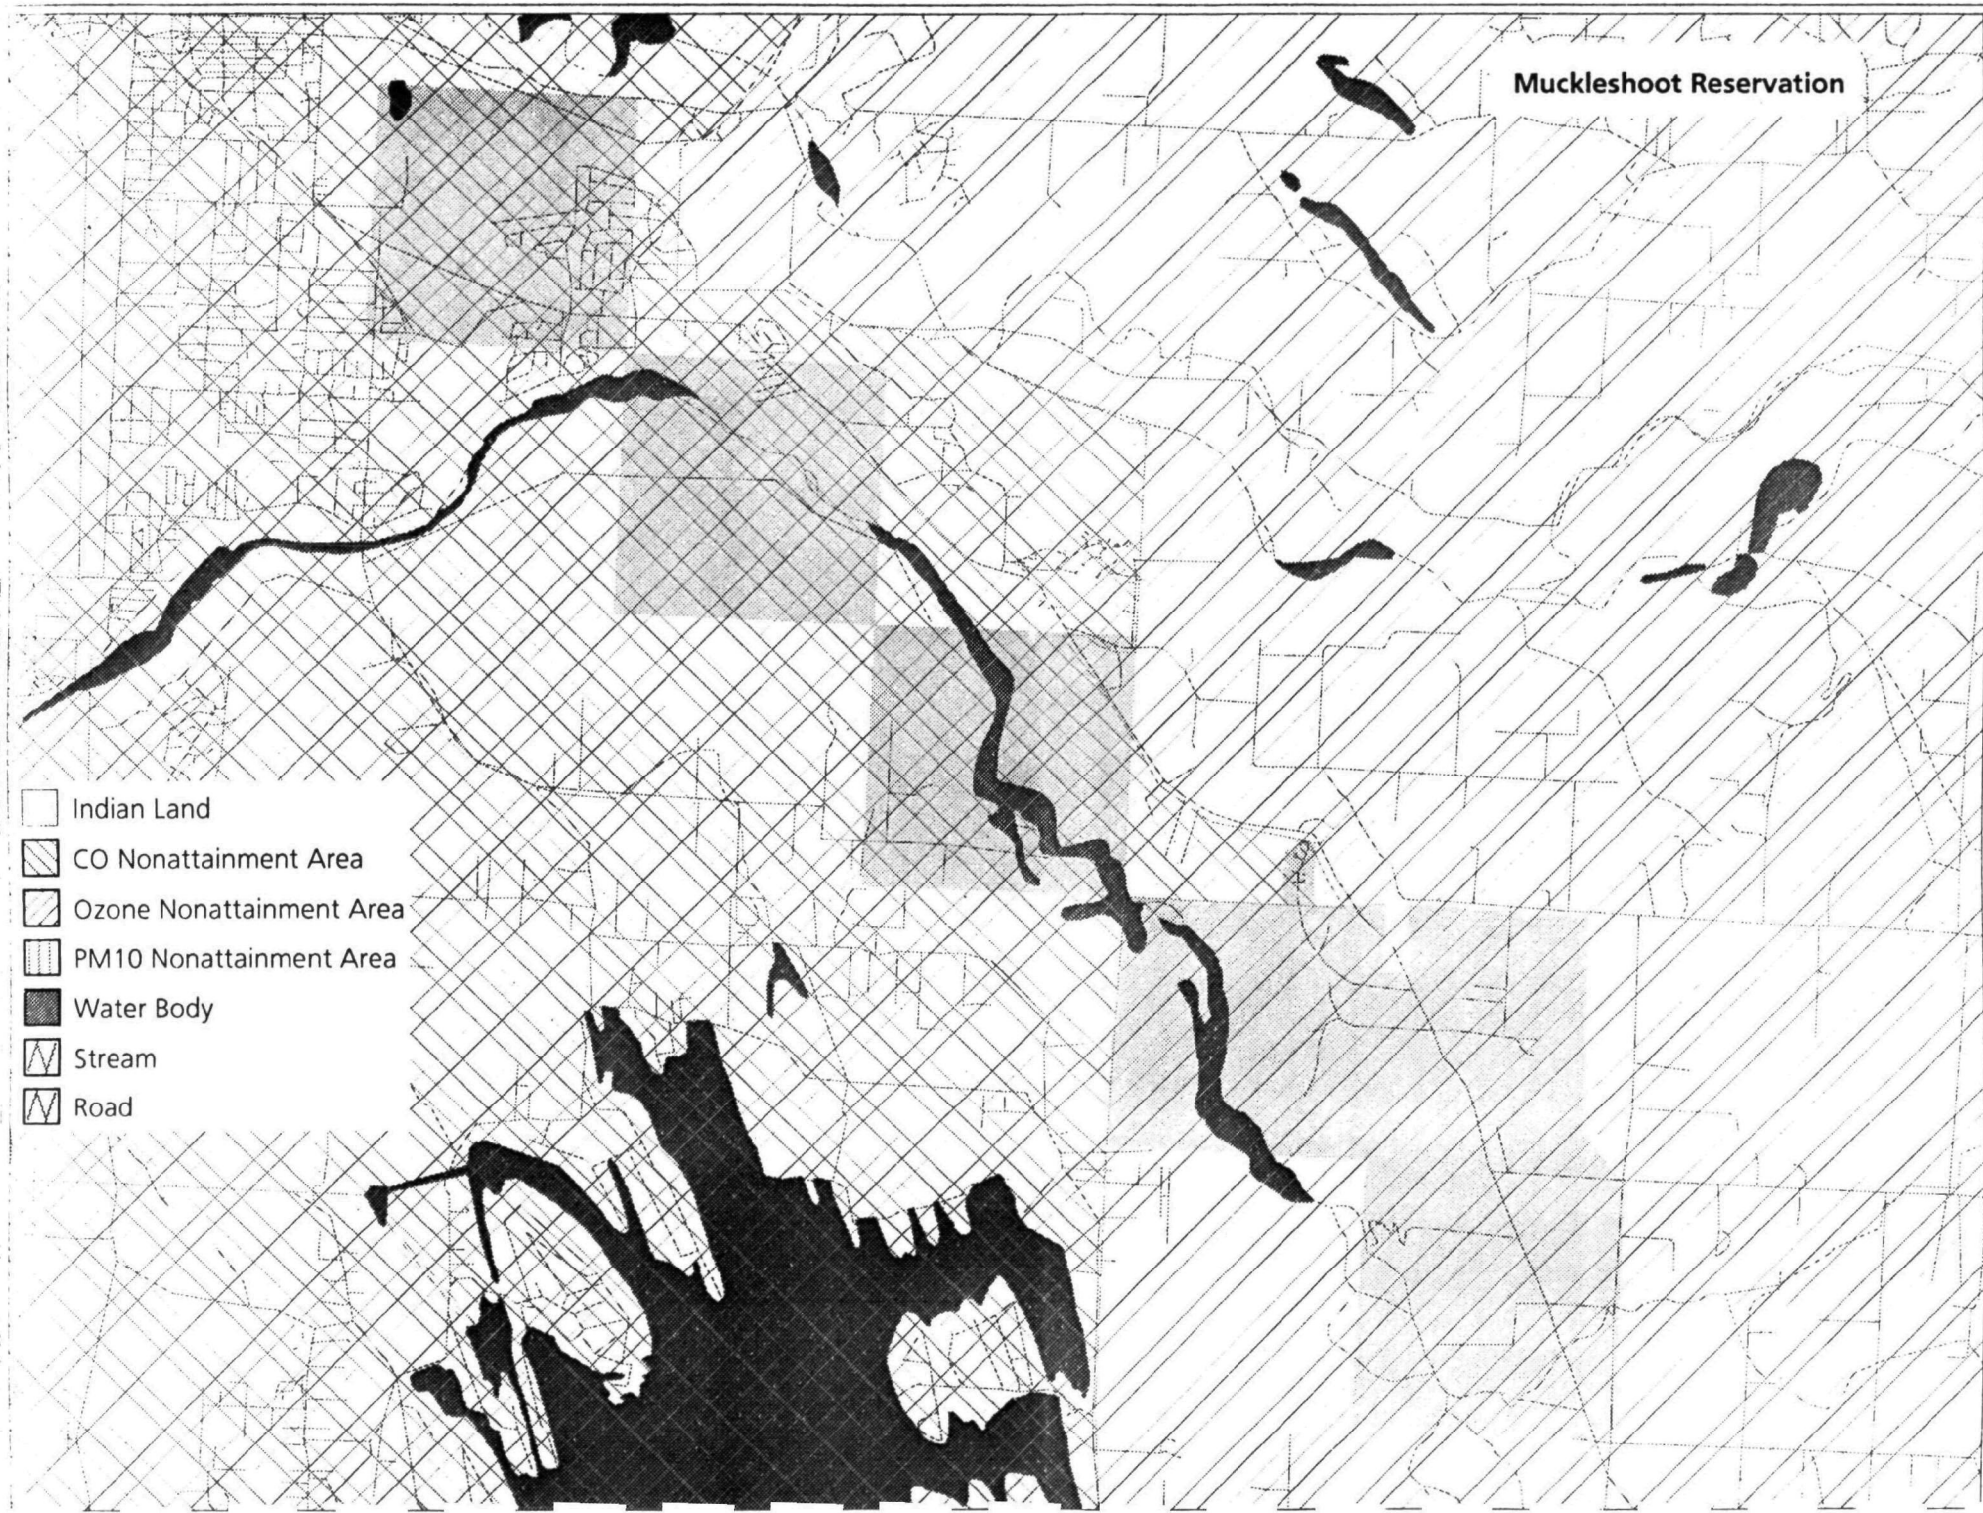 Muckleshoot Reservation
Indian Land
CO Nonattainment Area
Ozone Nonattainment Area
PM10 Nonattainment Area
Water Body
Stream
Road